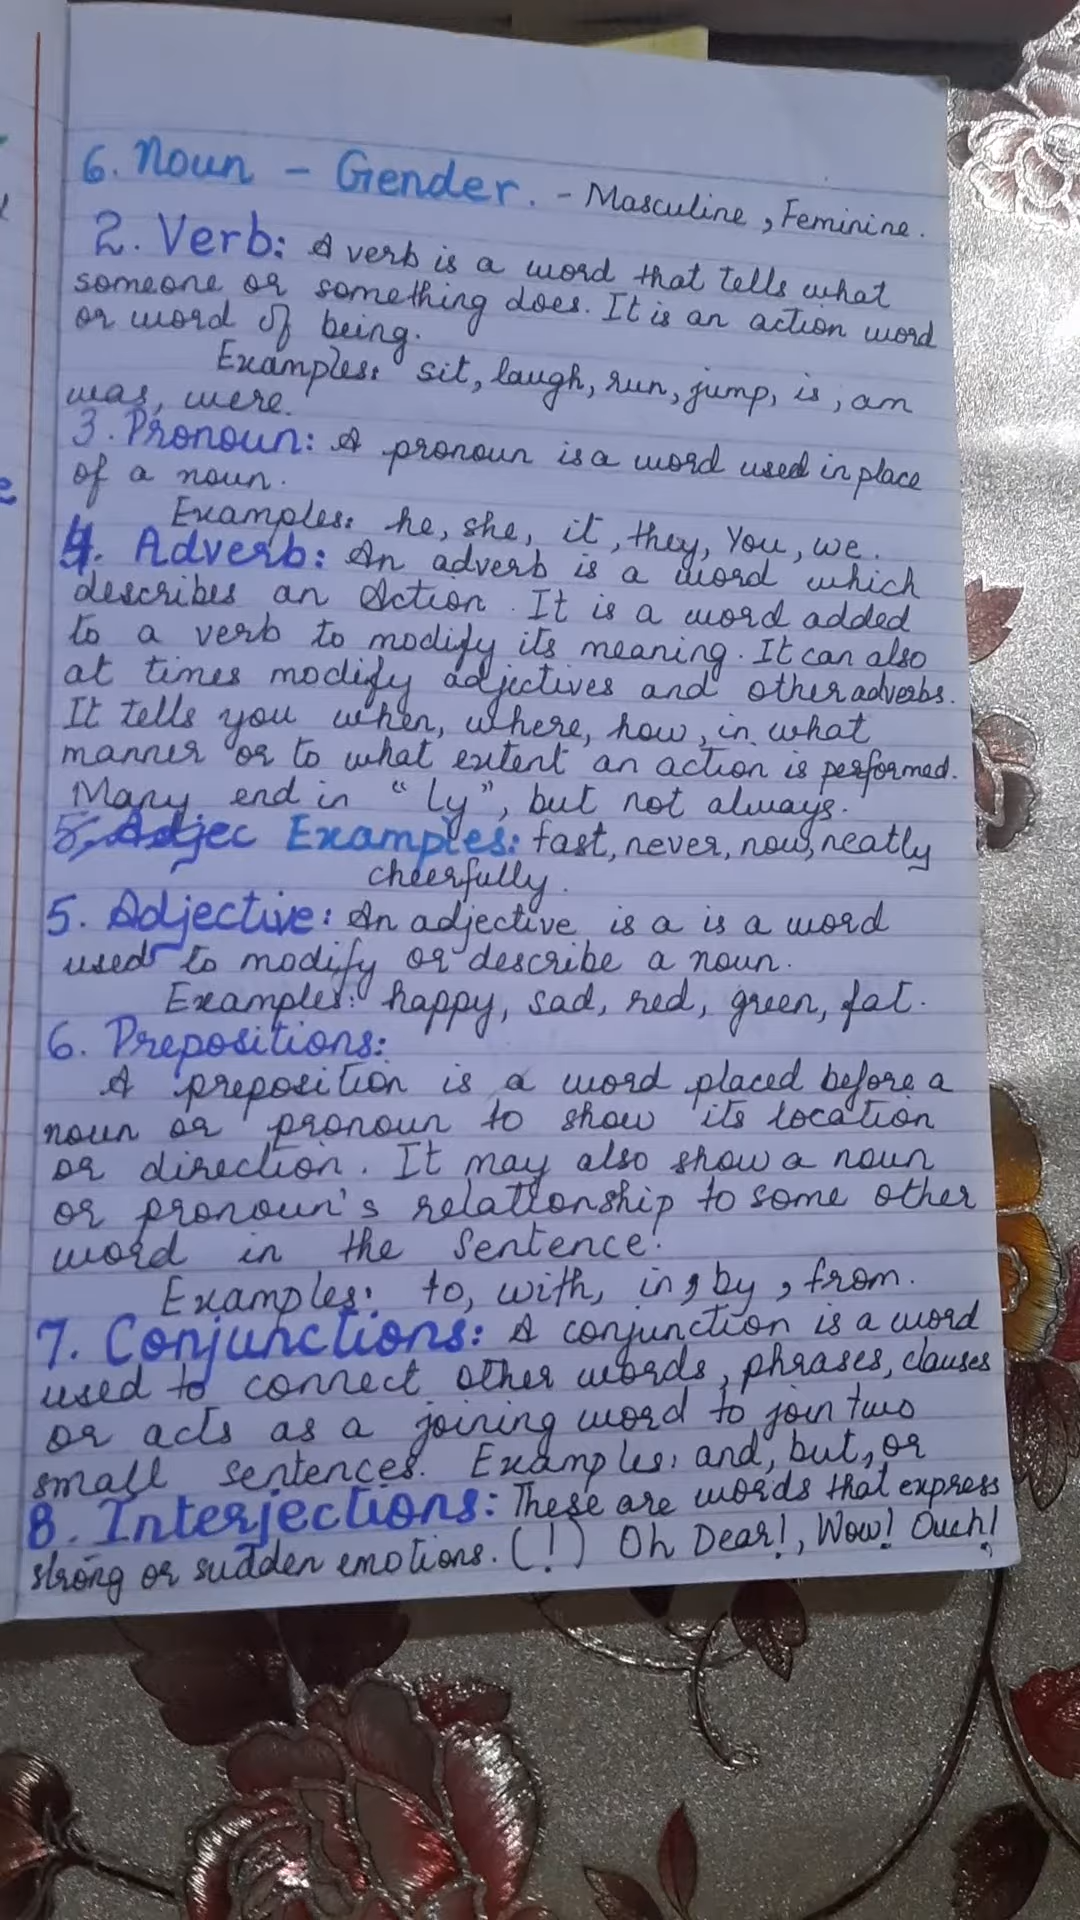 6. Noun - Gender. - Masculine, Feminine.
2. Verb: A verb is a word that tells what
someone or something does. It is an action word
or word of being.
Examples: sit, laugh, run, jump, is, am
was, were.
3. Pronoun: A pronoun is a word used in place
of a noun.
Examples: he, she, it, they, You, we.
4. Adverb: An adverb is a word which
describes an Action. It is a word added
to a verb to modify its meaning. It can also
at times modify adjectives and other adverbs.
It tells you when, where, how, in what
manner or to what extent an action is performed.
Many end in "ly", but not always.
5. Adjec Examples: fast, never, now, neatly
cheerfully.
5. Adjective: An adjective is a is a word
used to modify or describe a noun.
Examples: happy, sad, red, green, fat.
6. Prepositions:
A preposition is a word placed before a
noun or pronoun to show its location
or direction. It may also show a noun
or pronoun's relationship to some other
word in the Sentence.
Examples: to, with, in, by, from.
7. Conjunctions: A conjunction is a word
used to connect other words, phrases, clauses
or acts as a joining word to join two
small sentences. Examples: and, but, or
8. Interjections: These are words that express
strong or sudden emotions. (!) Oh Dear!, Wow! Ouch!